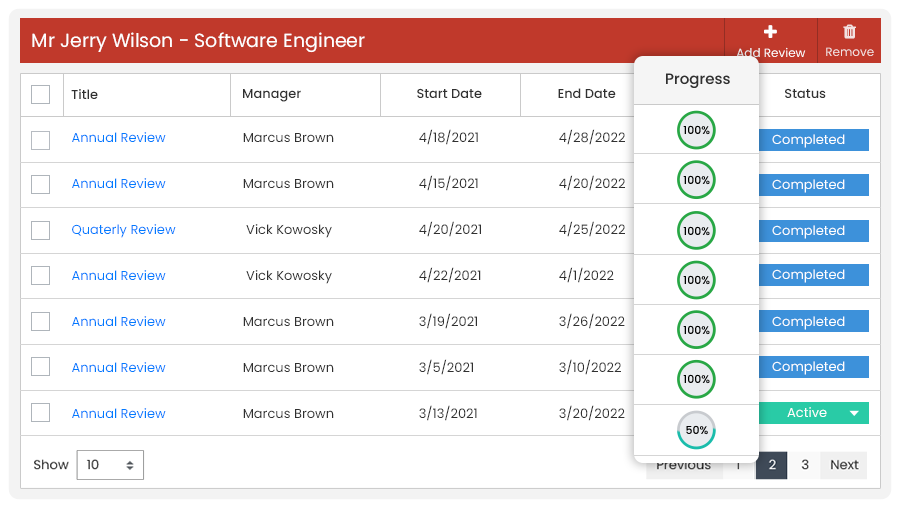 Mr Jerry Wilson - Software Engineer
Add Review
Remove
Title Manager Start Date End Date Progress Status
Annual Review Marcus Brown 4/18/2021 4/28/2022 100% Completed
Annual Review Marcus Brown 4/15/2021 4/20/2022 100% Completed
Quaterly Review Vick Kowosky 4/20/2021 4/25/2022 100% Completed
Annual Review Vick Kowosky 4/22/2021 4/1/2022 100% Completed
Annual Review Marcus Brown 3/19/2021 3/26/2022 100% Completed
Annual Review Marcus Brown 3/5/2021 3/10/2022 100% Completed
Annual Review Marcus Brown 3/13/2021 3/20/2022 50% Active
Show 10 Previous 1 2 3 Next